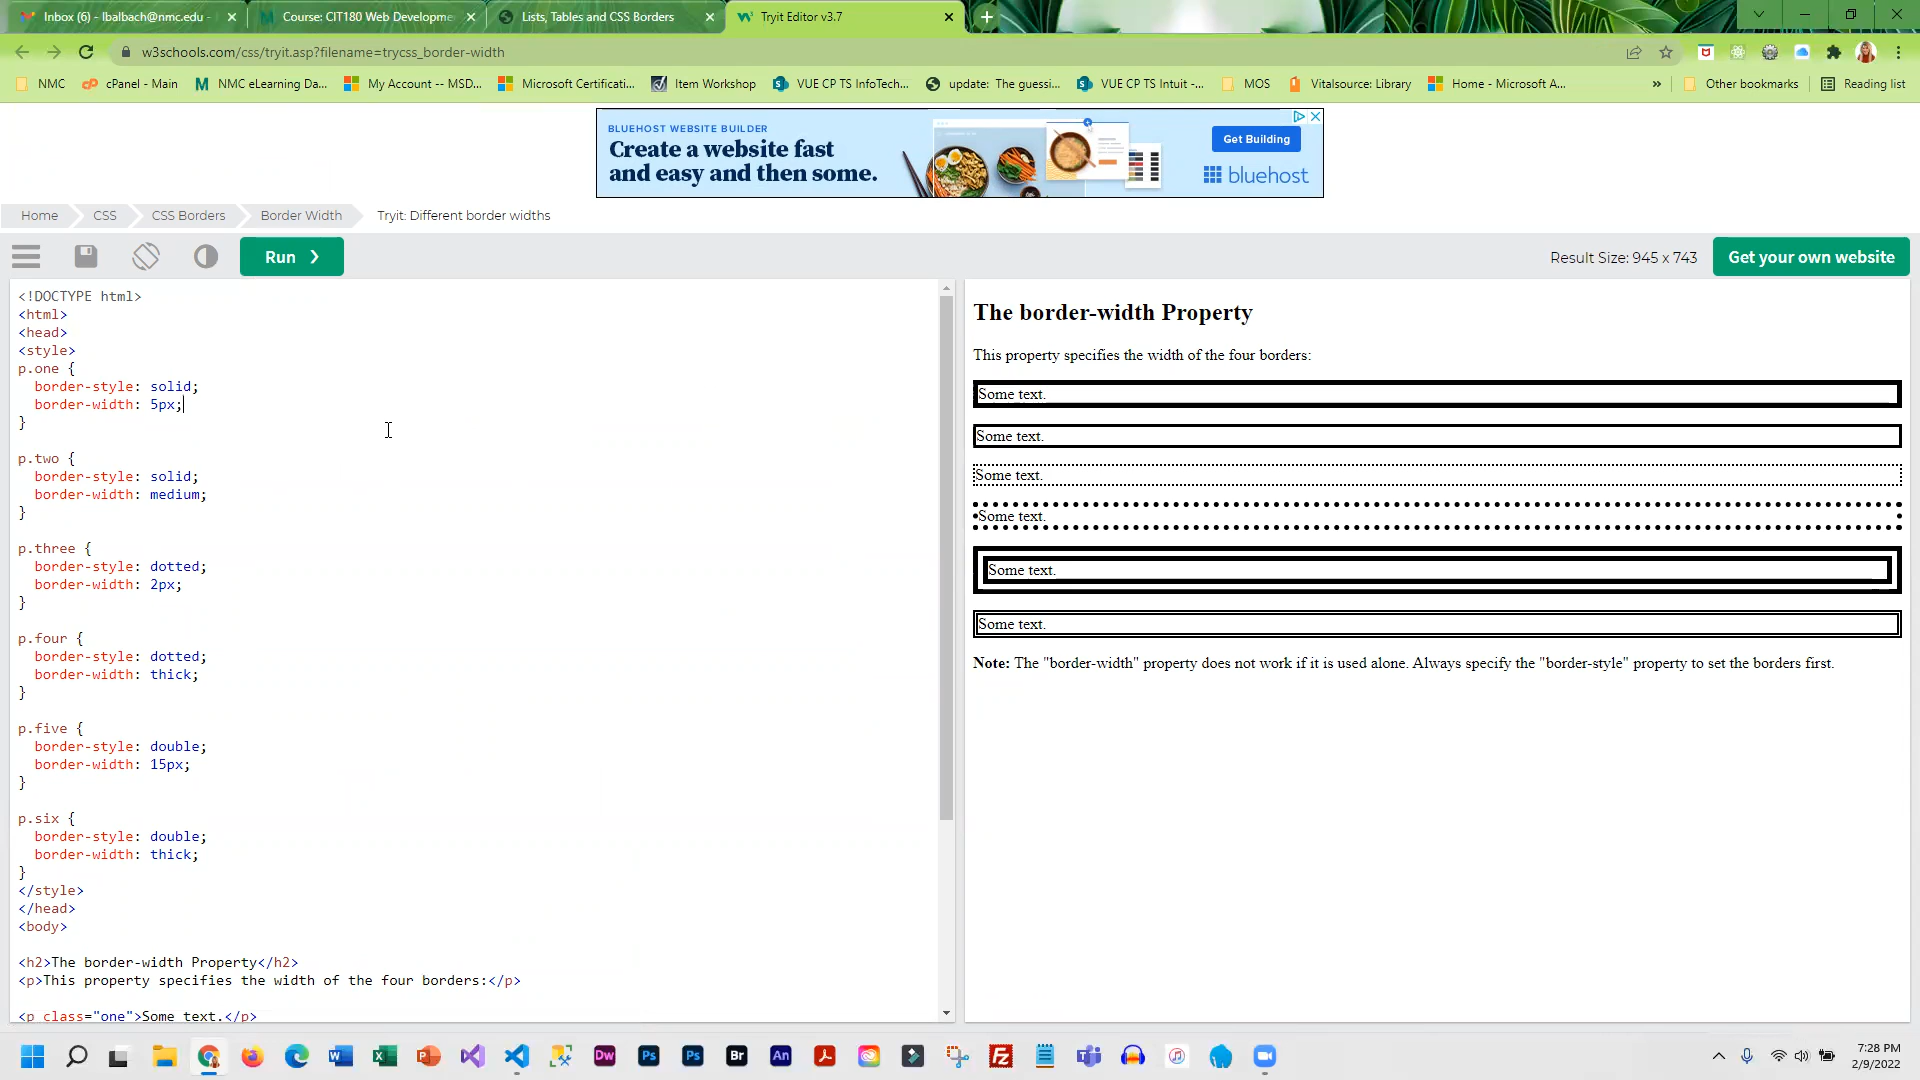 Inbox (6) - lbalbach@nmc.edu -
Course: CIT180 Web Developme
Lists, Tables and CSS Borders
Tryit Editor v3.7
w3schools.com/css/tryit.asp?filename=trycss_border-width
NMC
cPanel - Main
NMC eLearning Da...
My Account -- MSD...
Microsoft Certificati...
Item Workshop
VUE CP TS InfoTech...
update: The guessi...
VUE CP TS Intuit -...
MOS
Vitalsource: Library
Home - Microsoft A...
»
Other bookmarks
Reading list
BLUEHOST WEBSITE BUILDER
Create a website fast
and easy and then some.
Get Building
bluehost
Home
CSS
CSS Borders
Border Width
Tryit: Different border widths
Run ❯
Result Size: 945 x 743
Get your own website
<!DOCTYPE html>
<html>
<head>
<style>
p.one {
border-style: solid;
border-width: 5px;
}
p.two {
border-style: solid;
border-width: medium;
}
p.three {
border-style: dotted;
border-width: 2px;
}
p.four {
border-style: dotted;
border-width: thick;
}
p.five {
border-style: double;
border-width: 15px;
}
p.six {
border-style: double;
border-width: thick;
}
</style>
</head>
<body>
<h2>The border-width Property</h2>
<p>This property specifies the width of the four borders:</p>
<p class="one">Some text.</p>
The border-width Property
This property specifies the width of the four borders:
Some text.
Some text.
Some text.
Some text.
Some text.
Some text.
Note: The "border-width" property does not work if it is used alone. Always specify the "border-style" property to set the borders first.
Dw
Ps
Ps
Br
An
7:28 PM
2/9/2022